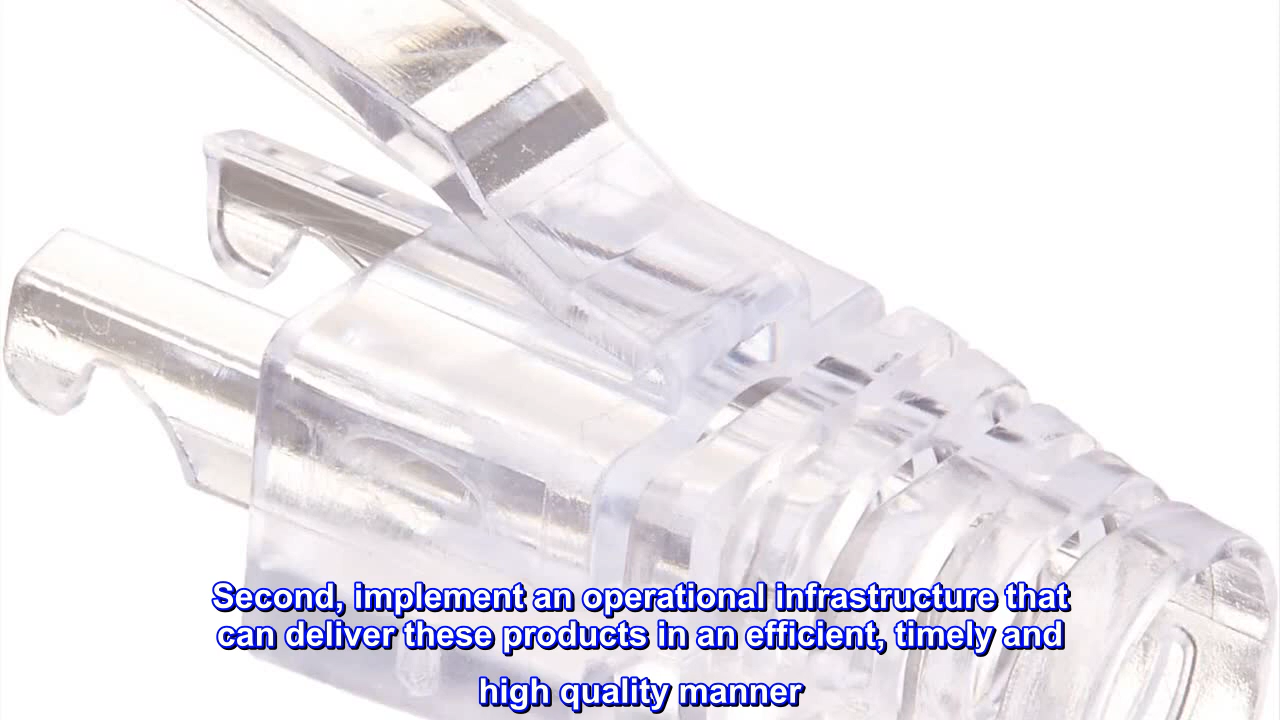 Second, implement an operational infrastructure that
can deliver these products in an efficient, timely and
high quality manner